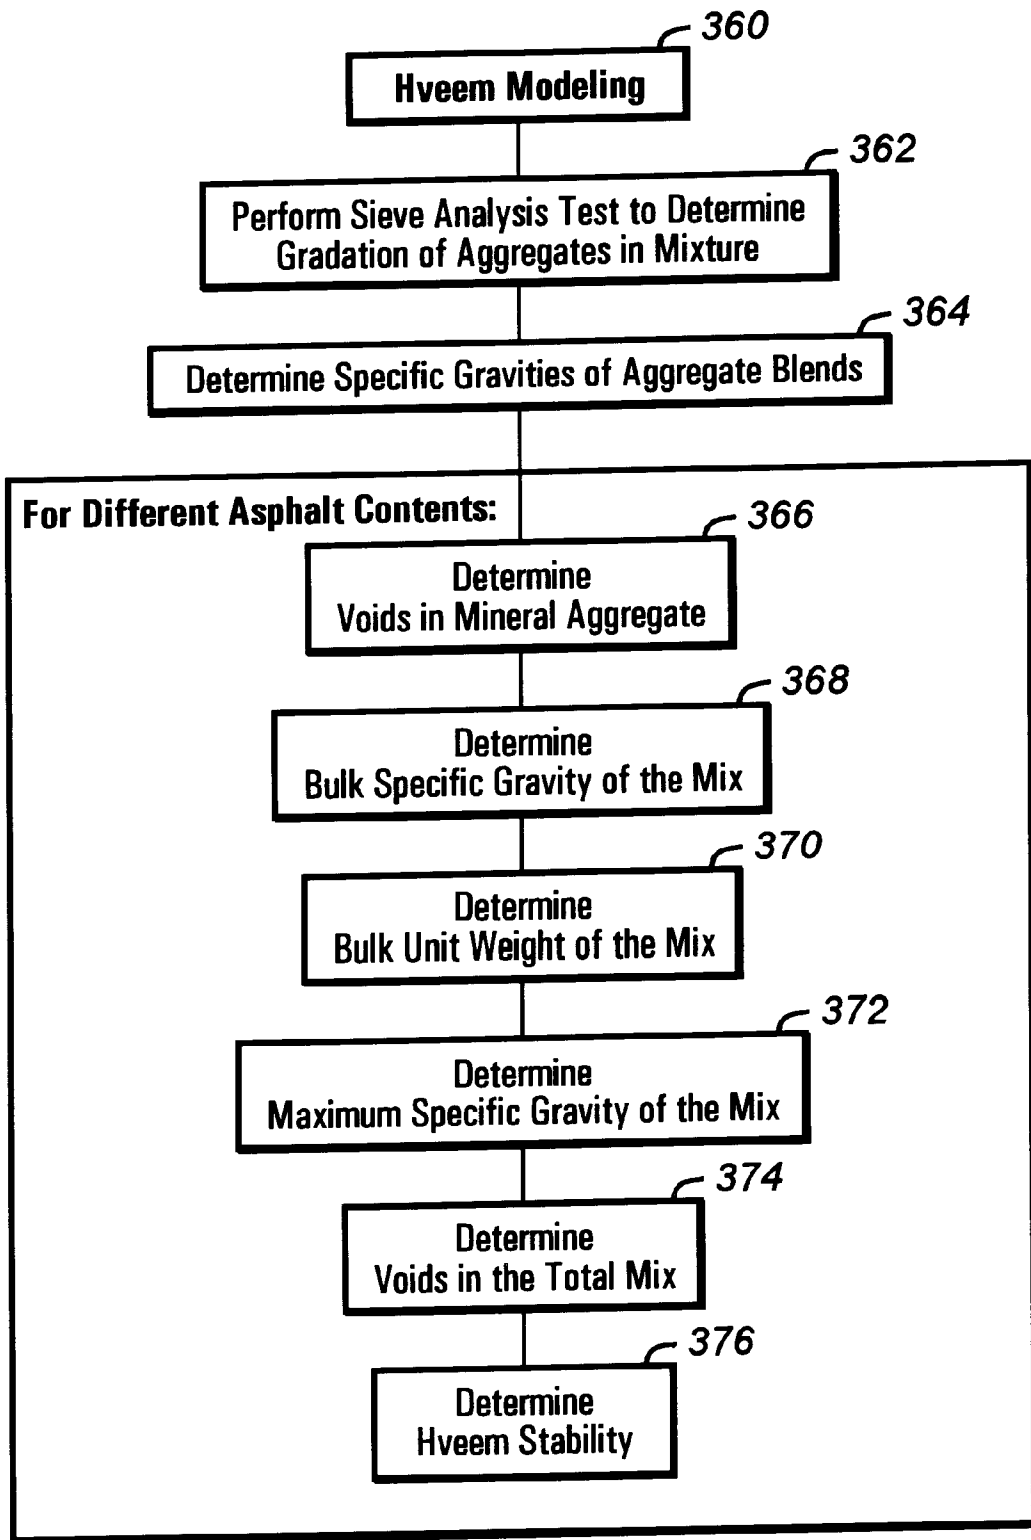 360
Hveem Modeling
362
Perform Sieve Analysis Test to Determine
Gradation of Aggregates in Mixture
364
Determine Specific Gravities of Aggregate Blends
For Different Asphalt Contents:
366
Determine
Voids in Mineral Aggregate
368
Determine
Bulk Specific Gravity of the Mix
370
Determine
Bulk Unit Weight of the Mix
372
Determine
Maximum Specific Gravity of the Mix
374
Determine
Voids in the Total Mix
376
Determine
Hveem Stability